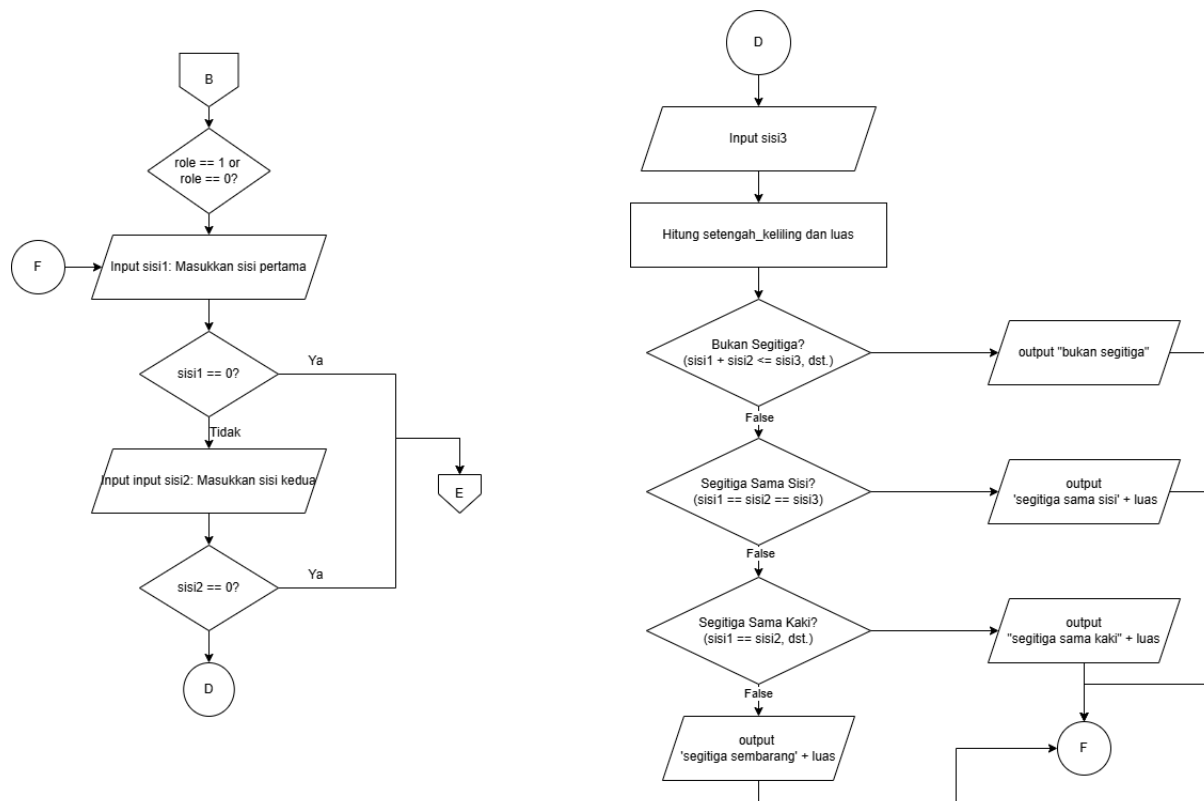 B
role == 1 or
role == 0?
F
Input sisi1: Masukkan sisi pertama
sisi1 == 0?
Ya
Tidak
Input input sisi2: Masukkan sisi kedua
E
sisi2 == 0?
Ya
D
D
Input sisi3
Hitung setengah_keliling dan luas
Bukan Segitiga?
(sisi1 + sisi2 <= sisi3, dst.)
output "bukan segitiga"
False
Segitiga Sama Sisi?
(sisi1 == sisi2 == sisi3)
output
'segitiga sama sisi' + luas
False
Segitiga Sama Kaki?
(sisi1 == sisi2, dst.)
output
"segitiga sama kaki" + luas
False
output
'segitiga sembarang' + luas
F